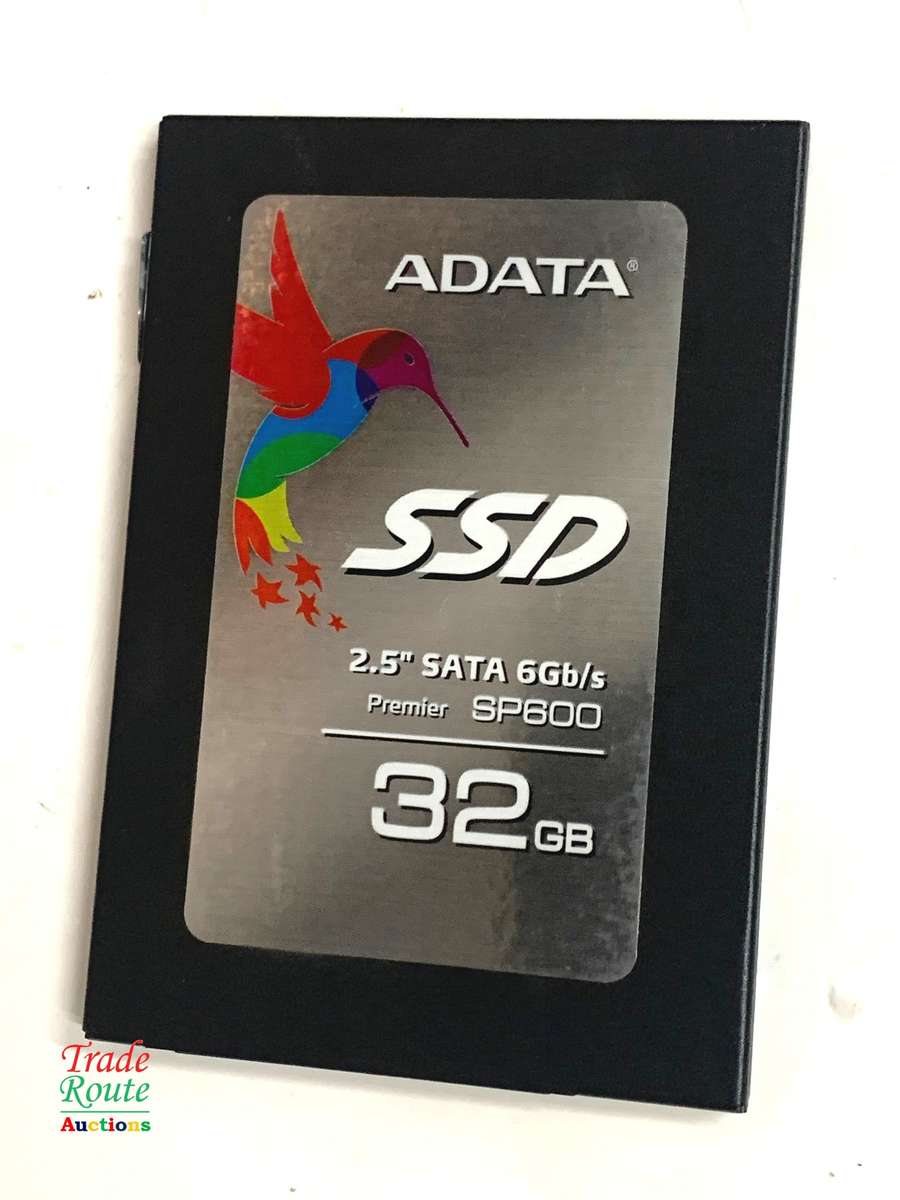 ADATA®
SSD
2.5" SATA 6Gb/s
Premier SP600
32GB
Trade
Route
Auctions